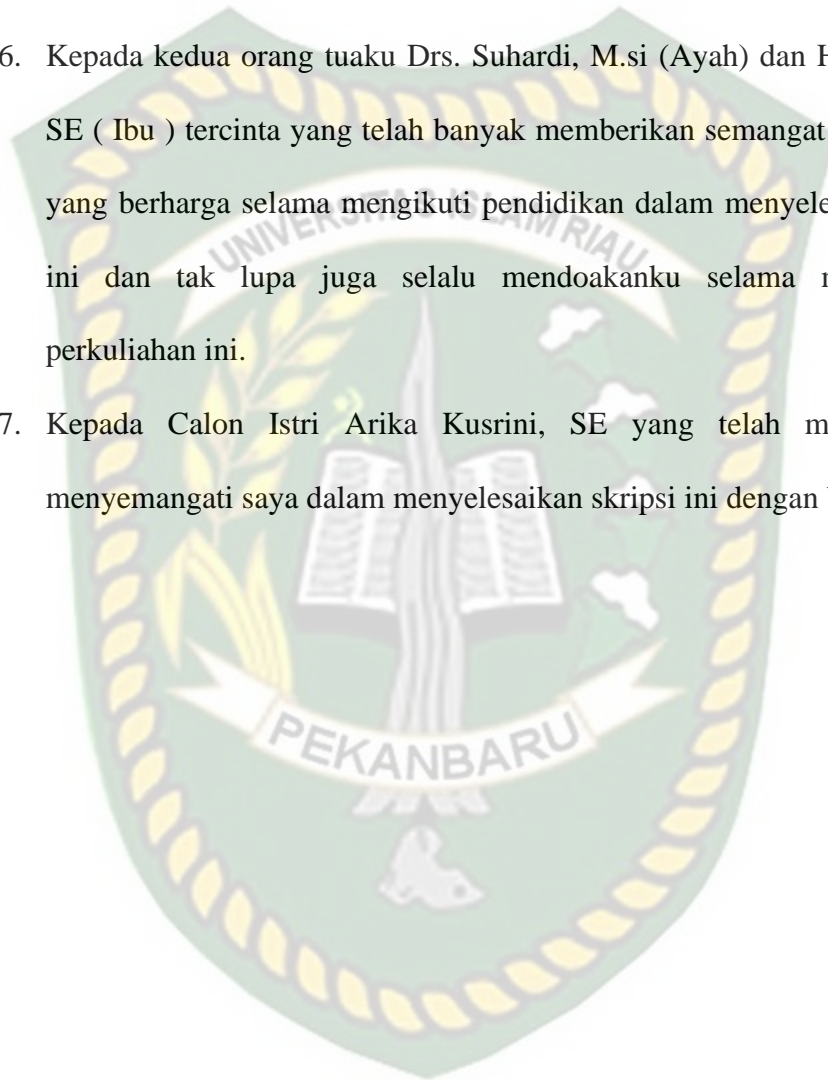 6. Kepada kedua orang tuaku Drs. Suhardi, M.si (Ayah) dan
SE ( Ibu ) tercinta yang telah banyak memberikan semangat
yang berharga selama mengikuti pendidikan dalam
ini dan tak lupa juga selalu mendoakanku selama
perkuliahan ini.
7. Kepada Calon Istri Arika Kusrini, SE yang telah
menyemangati saya dalam menyelesaikan skripsi ini dengan
UNIVERSITAS ISLAM RIAU
PEKANBARU